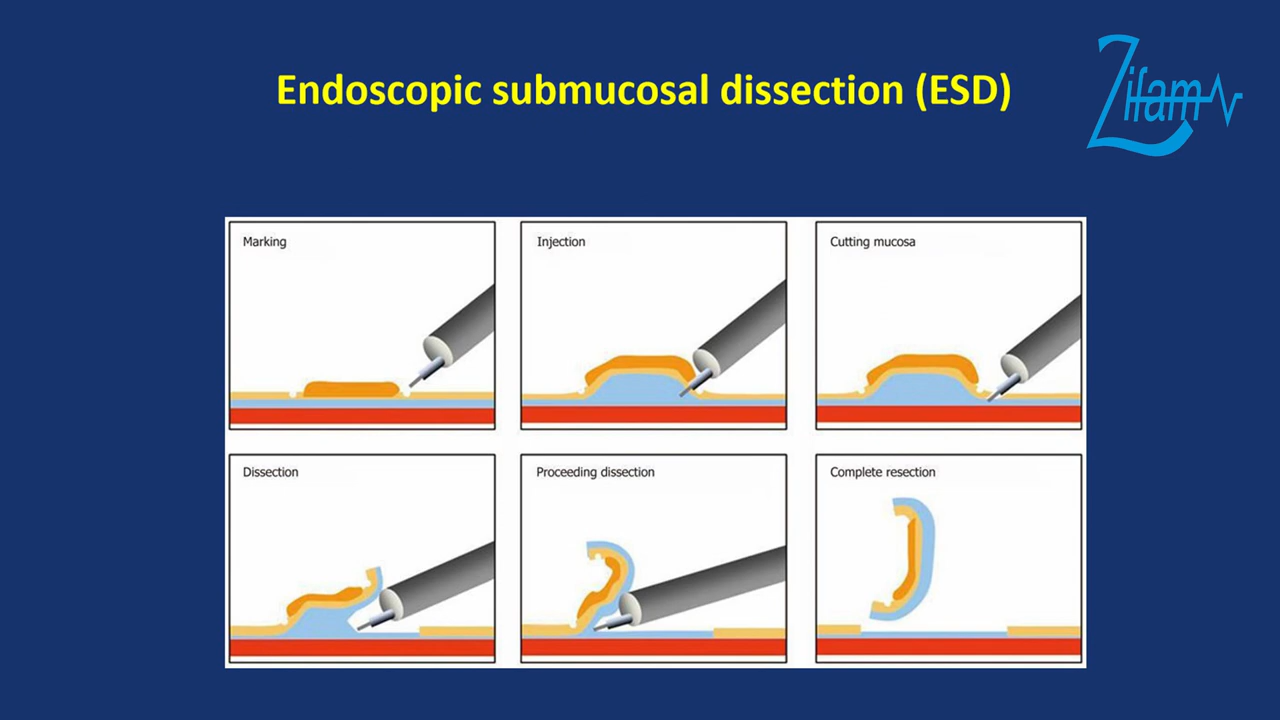 Endoscopic submucosal dissection (ESD)
Zifam
Marking
Injection
Cutting mucosa
Dissection
Proceeding dissection
Complete resection